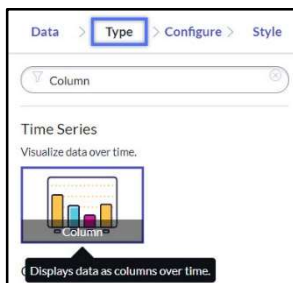 Data > Type > Configure > Style
Column
Time Series
Visualize data over time.
Column
Displays data as columns over time.